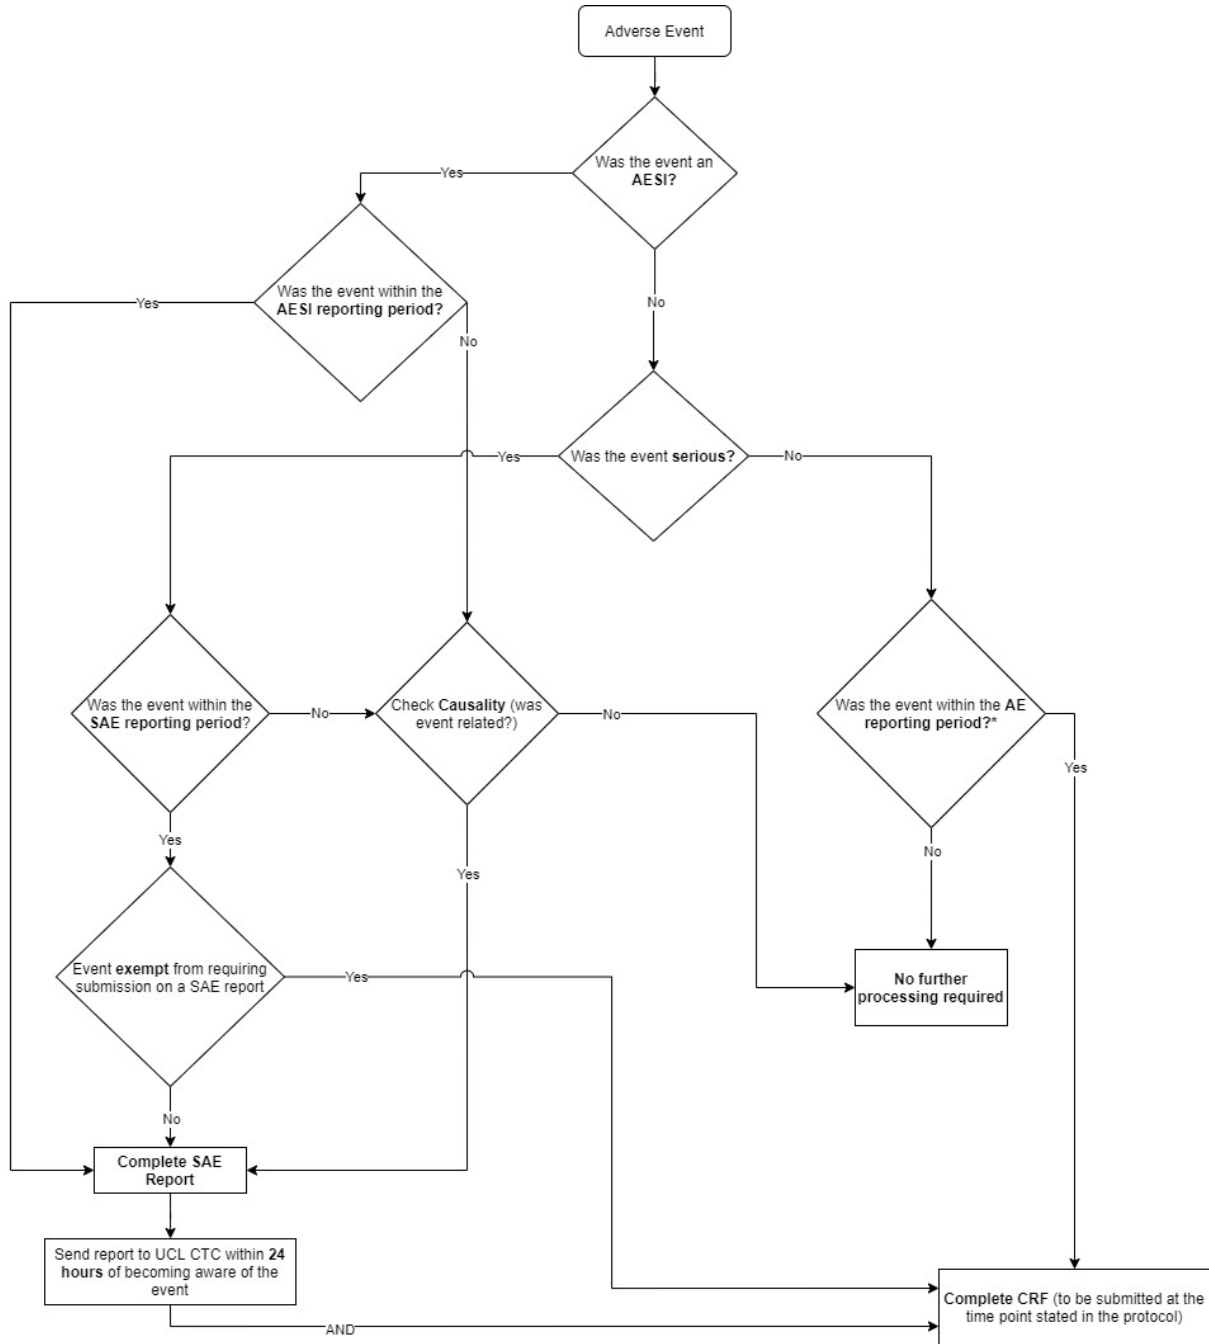 Adverse Event
Was the event an
AESI?
Yes
Was the event within the
AESI reporting period?
Yes
No
No
Was the event serious?
Yes
No
Was the event within the
SAE reporting period?
No
Check Causality (was
event related?)
No
Was the event within the AE
reporting period?*
Yes
Yes
No
Yes
Event exempt from requiring
submission on a SAE report
Yes
No further
processing required
No
Complete SAE
Report
Send report to UCL CTC within 24
hours of becoming aware of the
event
Complete CRF (to be submitted at the
time point stated in the protocol)
AND